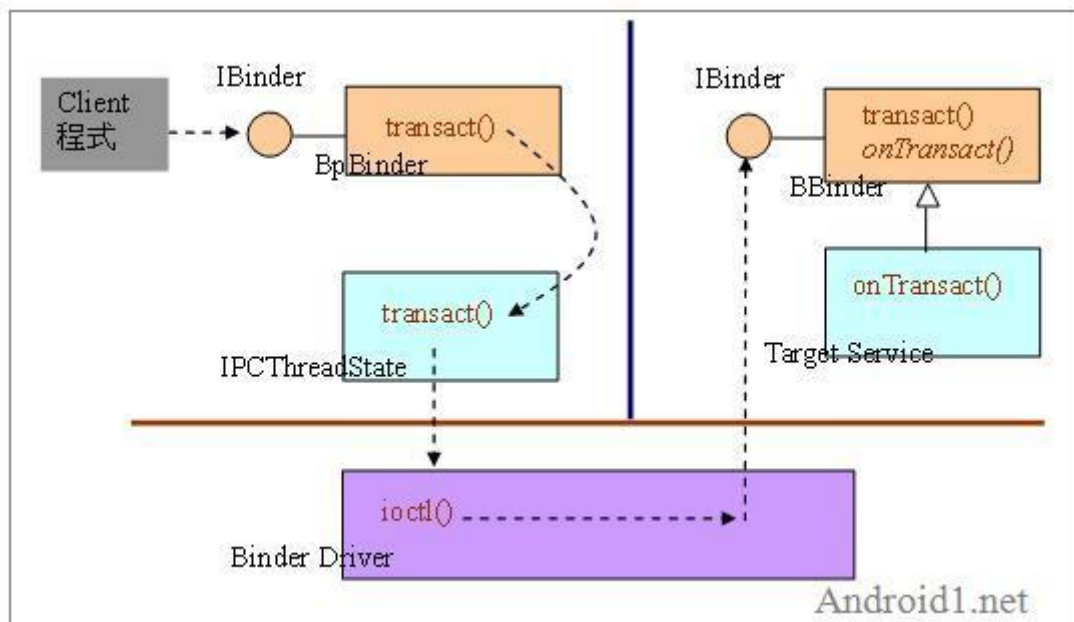 IBinder
Client
程式
transact()
BpBinder
transact()
IPCThreadState
IBinder
transact()
onTransact()
BBinder
onTransact()
Target Service
ioctl()
Binder Driver
Android1.net